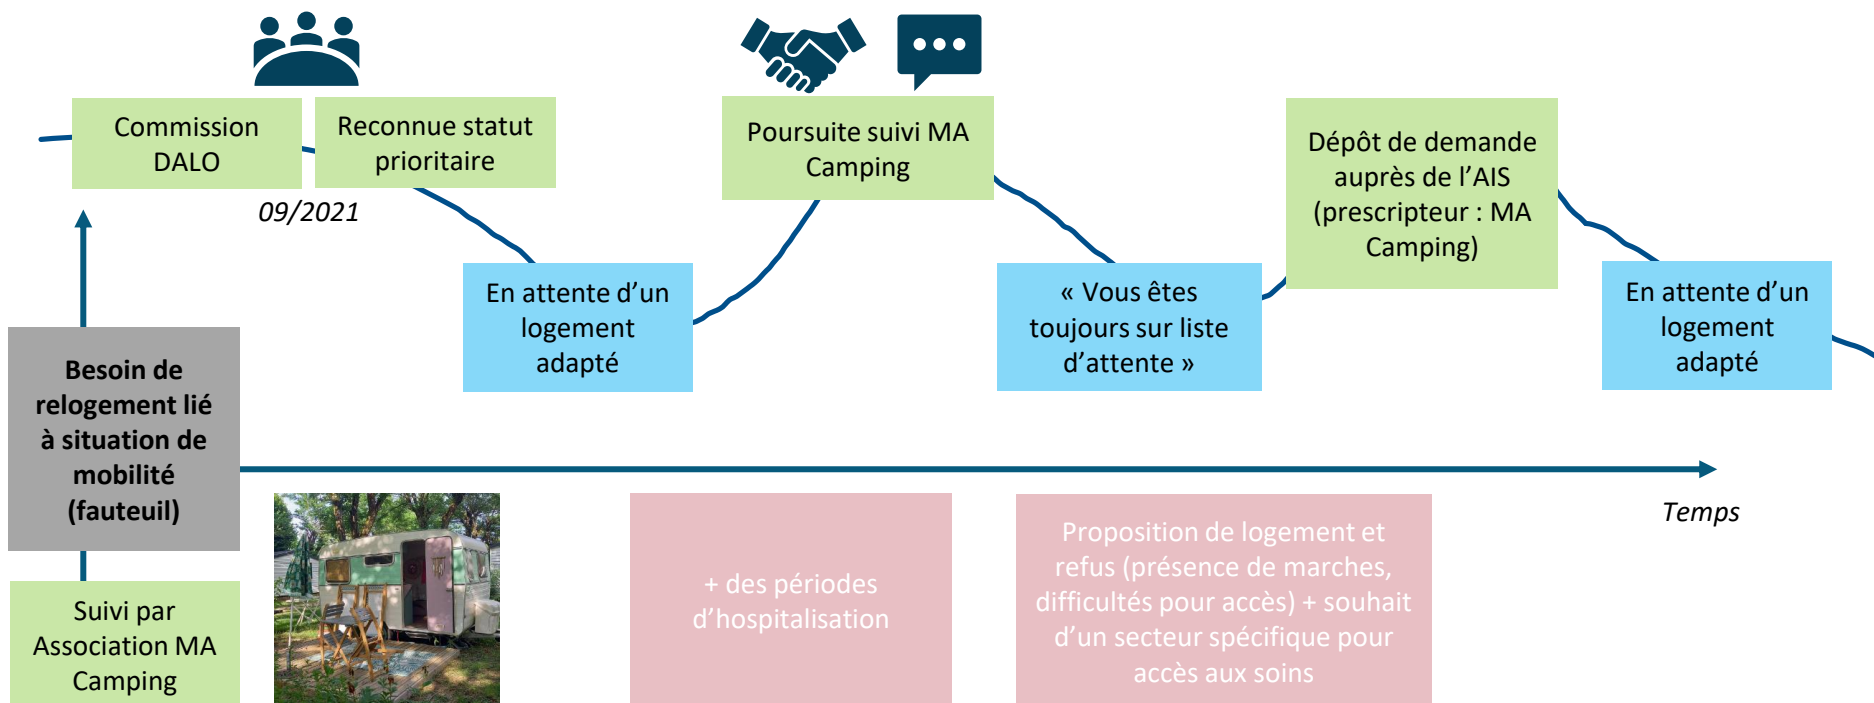 Commission
DALO
Reconnue statut
prioritaire
09/2021
Poursuite suivi MA
Camping
Dépôt de demande
auprès de l’AIS
(prescripteur : MA
Camping)
En attente d’un
logement
adapté
« Vous êtes
toujours sur liste
d’attente »
En attente d’un
logement
adapté
Besoin de
relogement lié
à situation de
mobilité
(fauteuil)
Temps
Suivi par
Association MA
Camping
+ des périodes
d’hospitalisation
Proposition de logement et
refus (présence de marches,
difficultés pour accès) + souhait
d’un secteur spécifique pour
accès aux soins